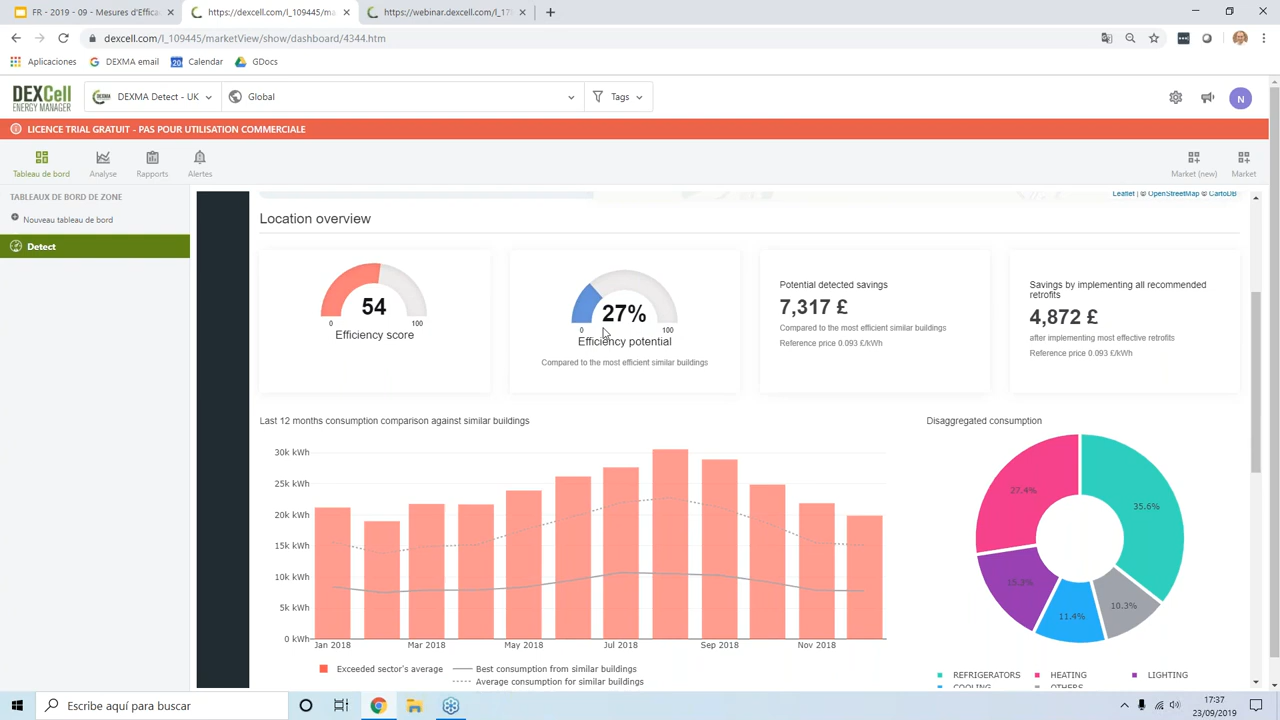 FR - 2019 - 09 - Mesures d'Effica
https://dexcell.com/l_109445/ma
https://webinar.dexcell.com/l_17
dexcell.com/l_109445/marketView/show/dashboard/4344.htm
Aplicaciones
DEXMA email
20 Calendar
GDocs
DEXCell
ENERGY MANAGER
DEXMA Detect - UK
Global
Tags
N
LICENCE TRIAL GRATUIT - PAS POUR UTILISATION COMMERCIALE
Tableau de bord
Analyse
Rapports
Alertes
Market (new)
Market
TABLEAUX DE BORD DE ZONE
Nouveau tableau de bord
Detect
Leaflet | © OpenStreetMap © CartoDB
Location overview
54
0 100
Efficiency score
27%
0 100
Efficiency potential
Compared to the most efficient similar buildings
Potential detected savings
7,317 £
Compared to the most efficient similar buildings
Reference price 0.093 £/kWh
Savings by implementing all recommended
retrofits
4,872 £
after implementing most effective retrofits
Reference price 0.093 £/kWh
Last 12 months consumption comparison against similar buildings
30k kWh
25k kWh
20k kWh
15k kWh
10k kWh
5k kWh
0 kWh
Jan 2018 Mar 2018 May 2018 Jul 2018 Sep 2018 Nov 2018
Exceeded sector's average
Best consumption from similar buildings
Average consumption for similar buildings
Disaggregated consumption
27.4%
35.6%
15.3%
11.4%
10.3%
REFRIGERATORS HEATING LIGHTING
COOLING OTHERS
Escribe aquí para buscar
17:37
23/09/2019